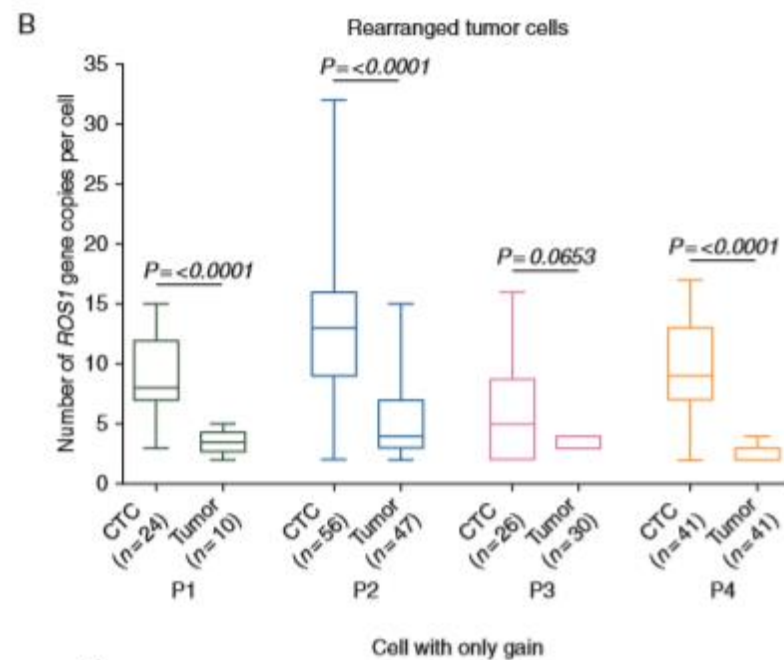 B
Rearranged tumor cells
Number of ROS1 gene copies per cell
35
30
25
20
15
10
5
0
P=<0.0001
P=<0.0001
P=0.0653
P=<0.0001
CTC
(n=24)
Tumor
(n=10)
CTC
(n=56)
Tumor
(n=47)
CTC
(n=26)
Tumor
(n=30)
CTC
(n=41)
Tumor
(n=41)
P1
P2
P3
P4
Cell with only gain